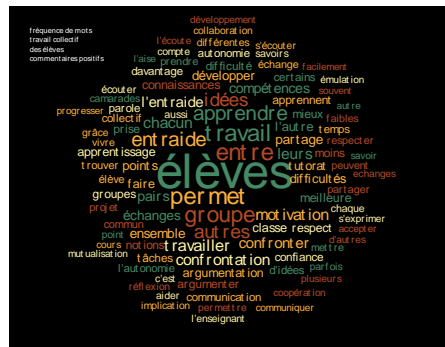 fréquence de mots
travail collectif
des élèves
commentaires positifs
développement
collaboration
l'écoute différentes s'écouter
compte autonomie savoirs
l'aise prendre difficulté échange facilement
davantage développer certains émulation
écouter connaissances compétences souvent
camarades l'entraide idées apprennent autre
progresser parole aussi apprendre mieux faibles
collectif chacun travail l'autre temps
grâce prise entraide partage respecter
vivre entre
apprentissage leurs moins savoir
trouver points élèves tutorat peuvent
élève faire difficultés echanges
groupes pairs permet meilleure partager
projet échanges groupe motivation chaque
commun s'exprimer
point ensemble autres classe respect accepter
cours notions travailler confronter mettre d'autres
mutualisation tâches confrontation confiance
l'autonomie c'est argumentation d'idées parfois
réflexion argumenter plusieurs
aider communication coopération
implication permettre communiquer
l'enseignant